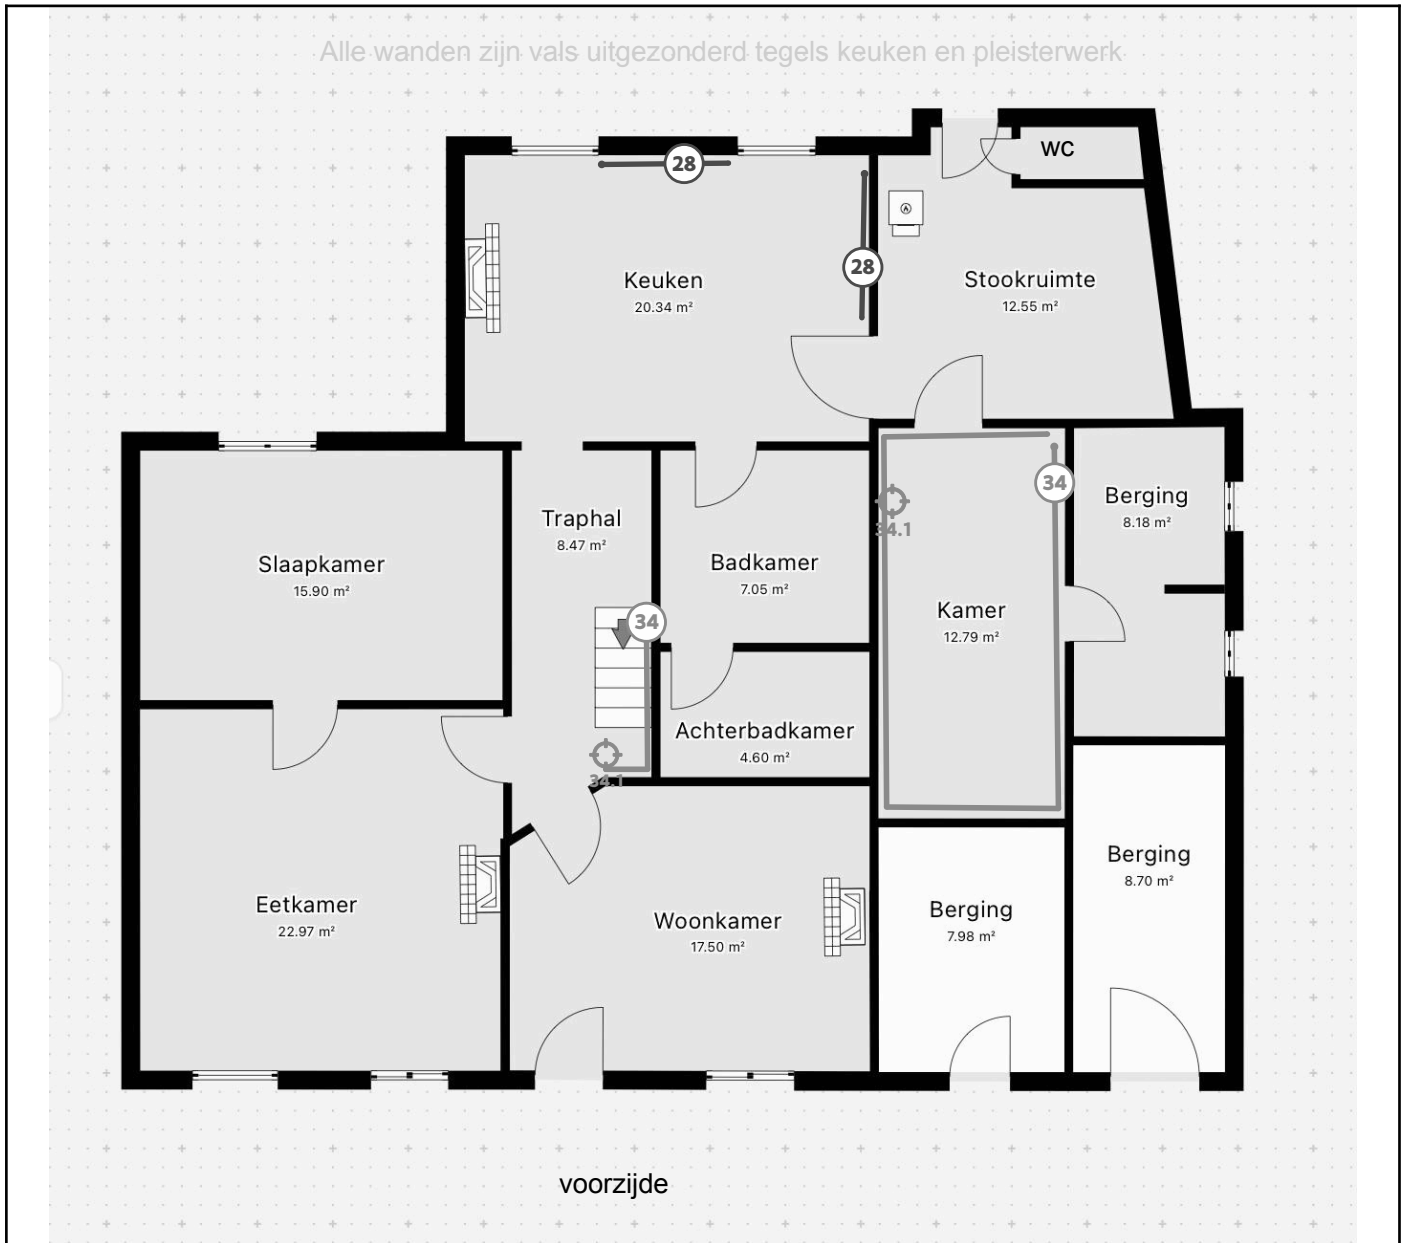 Alle wanden zijn vals uitgezonderd tegels keuken en pleisterwerk
WC
28
28
Keuken
20.34 m²
Stookruimte
12.55 m²
34
Berging
8.18 m²
34.1
Traphal
8.47 m²
Slaapkamer
15.90 m²
Badkamer
7.05 m²
Kamer
12.79 m²
34
Achterbadkamer
4.60 m²
34.1
Berging
8.70 m²
Eetkamer
22.97 m²
Woonkamer
17.50 m²
Berging
7.98 m²
voorzijde